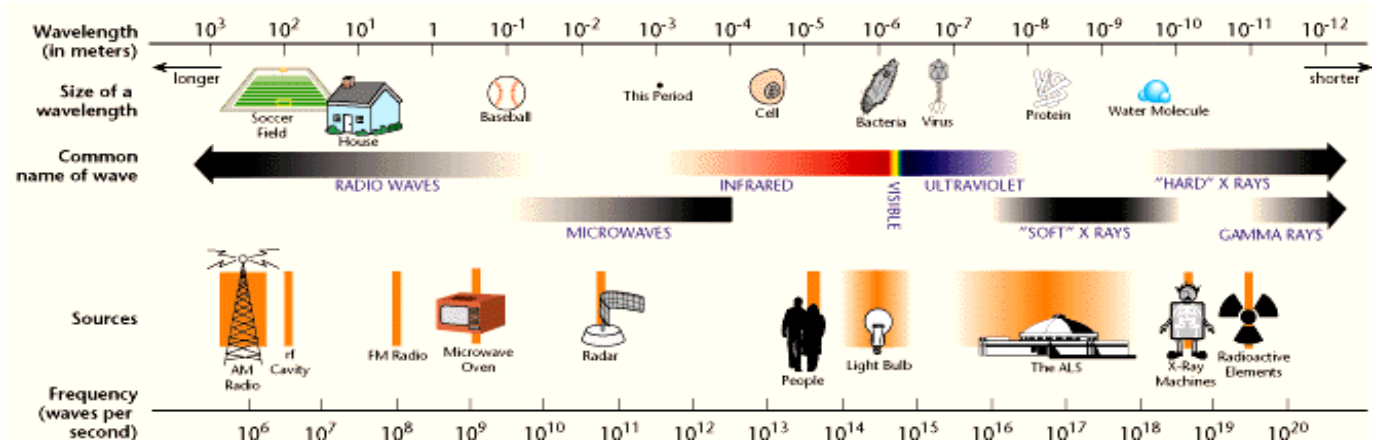 Wavelength
(in meters)
10³ 10² 10¹ 1 10⁻¹ 10⁻² 10⁻³ 10⁻⁴ 10⁻⁵ 10⁻⁶ 10⁻⁷ 10⁻⁸ 10⁻⁹ 10⁻¹⁰ 10⁻¹¹ 10⁻¹²
longer
shorter
Size of a
wavelength
Soccer
Field
House
Baseball
This Period
Cell
Bacteria
Virus
Protein
Water Molecule
Common
name of wave
RADIO WAVES
INFRARED
VISIBLE
ULTRAVIOLET
"HARD" X RAYS
MICROWAVES
"SOFT" X RAYS
GAMMA RAYS
Sources
AM
Radio
rf
Cavity
FM Radio
Microwave
Oven
Radar
People
Light Bulb
The ALS
X-Ray
Machines
Radioactive
Elements
Frequency
(waves per
second)
10⁶ 10⁷ 10⁸ 10⁹ 10¹⁰ 10¹¹ 10¹² 10¹³ 10¹⁴ 10¹⁵ 10¹⁶ 10¹⁷ 10¹⁸ 10¹⁹ 10²⁰